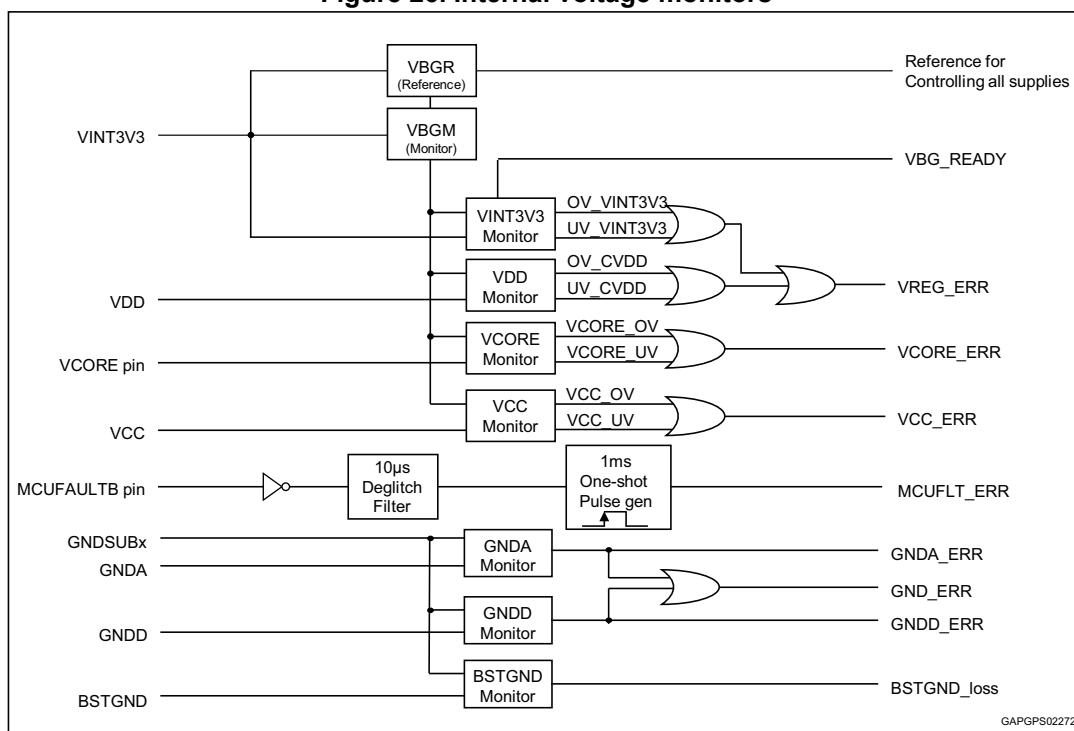 Figure 26. Internal voltage monitors
VBGR
(Reference)
Reference for
Controlling all supplies
VINT3V3
VBGM
(Monitor)
VBG_READY
VINT3V3
Monitor
OV_VINT3V3
UV_VINT3V3
VDD
VDD
Monitor
OV_CVDD
UV_CVDD
VREG_ERR
VCORE pin
VCORE
Monitor
VCORE_OV
VCORE_UV
VCORE_ERR
VCC
VCC
Monitor
VCC_OV
VCC_UV
VCC_ERR
MCUFAULTB pin
10µs
Deglitch
Filter
1ms
One-shot
Pulse gen
MCUFLT_ERR
GNDSUBx
GNDA
GNDA
Monitor
GNDA_ERR
GND_ERR
GNDD
GNDD
Monitor
GNDD_ERR
BSTGND
BSTGND
Monitor
BSTGND_loss
GAPGPS02272